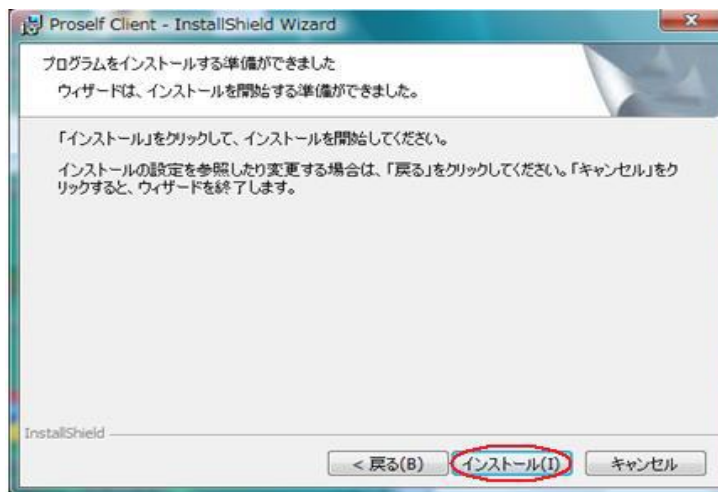 Proself Client - InstallShield Wizard
プログラムをインストールする準備ができました
ウィザードは、インストールを開始する準備ができました。
「インストール」をクリックして、インストールを開始してください。
インストールの設定を参照したり変更する場合は、「戻る」をクリックしてください。「キャンセル」をク
リックすると、ウィザードを終了します。
InstallShield
< 戻る(B) インストール(I) キャンセル